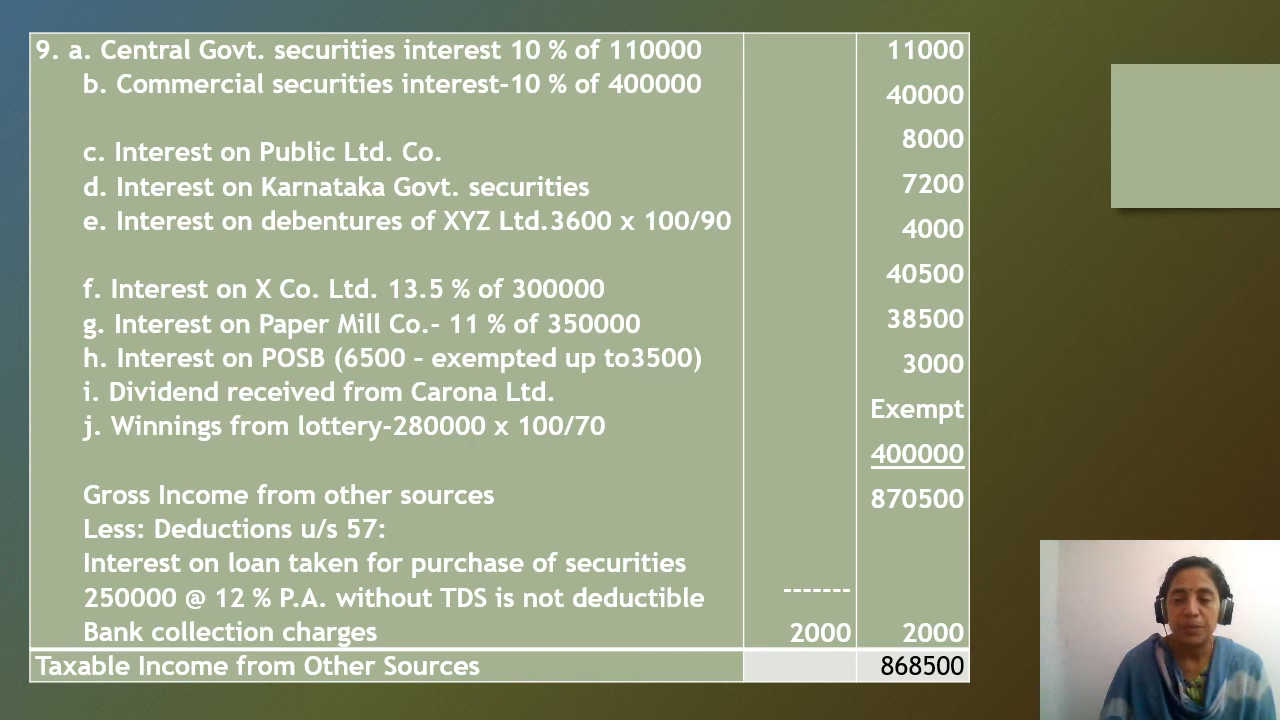 9. a. Central Govt. securities interest 10 % of 110000 11000
b. Commercial securities interest-10 % of 400000 40000
c. Interest on Public Ltd. Co. 8000
d. Interest on Karnataka Govt. securities 7200
e. Interest on debentures of XYZ Ltd.3600 x 100/90 4000
f. Interest on X Co. Ltd. 13.5 % of 300000 40500
g. Interest on Paper Mill Co.- 11 % of 350000 38500
h. Interest on POSB (6500 – exempted up to3500) 3000
i. Dividend received from Carona Ltd. Exempt
j. Winnings from lottery-280000 x 100/70 400000
Gross Income from other sources 870500
Less: Deductions u/s 57:
Interest on loan taken for purchase of securities
250000 @ 12 % P.A. without TDS is not deductible -------
Bank collection charges 2000 2000
Taxable Income from Other Sources 868500